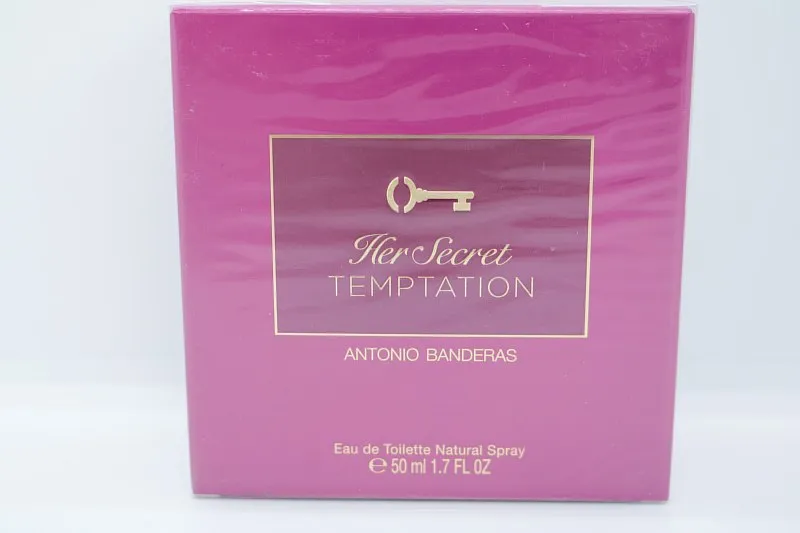 Her Secret
TEMPTATION
ANTONIO BANDERAS
Eau de Toilette Natural Spray
℮ 50 ml 1.7 FL OZ